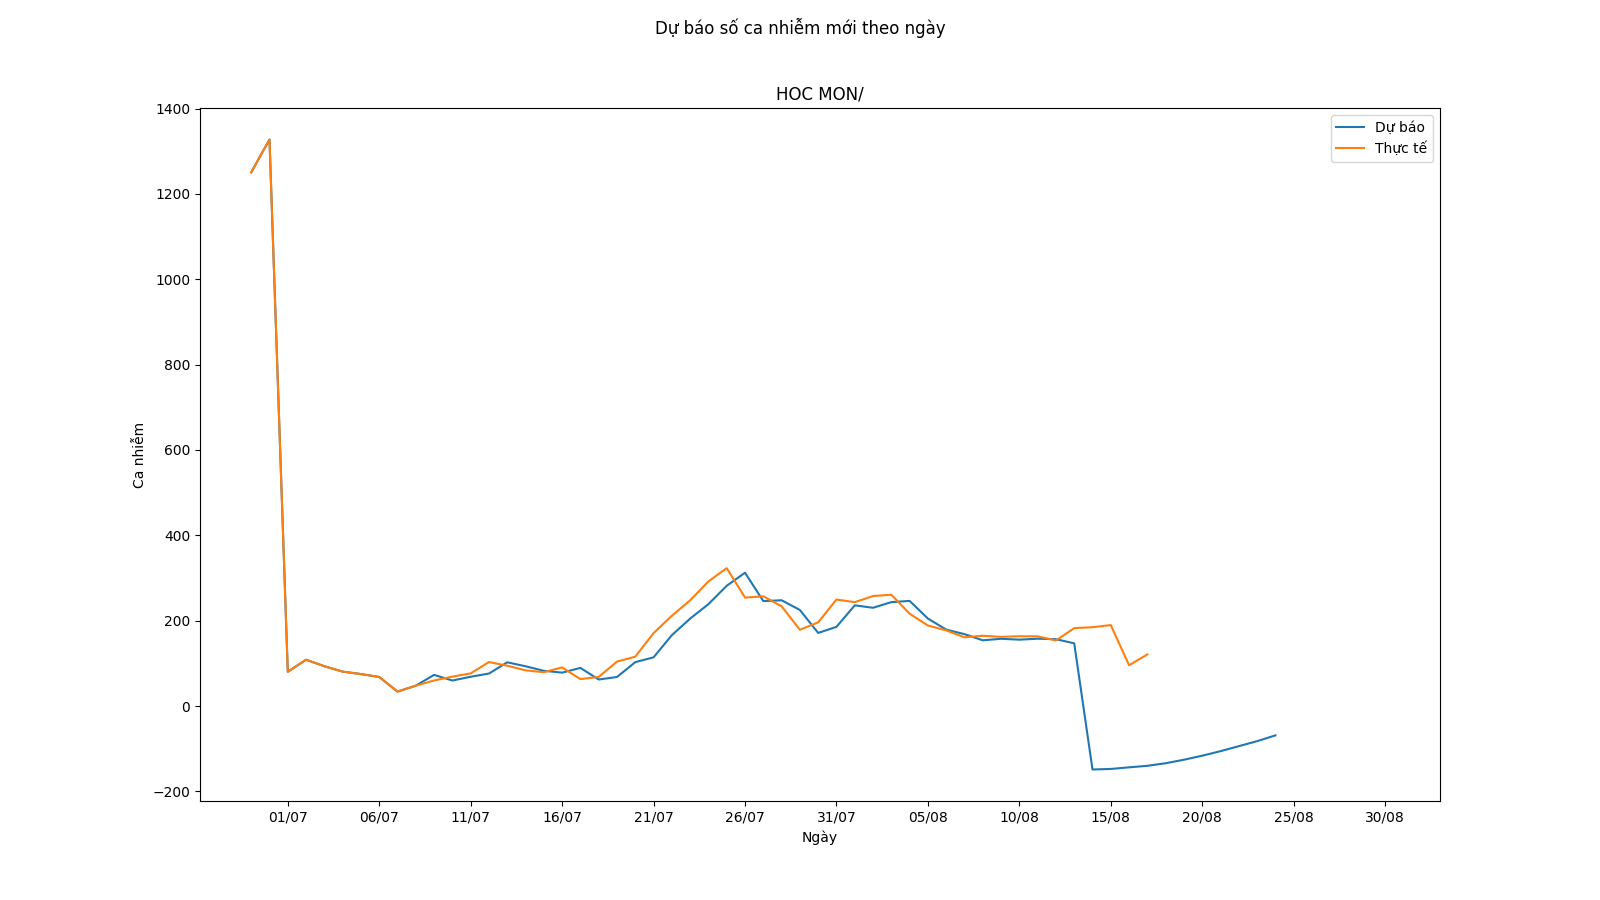 Dự báo số ca nhiễm mới theo ngày
HOC MON/
Dự báo
Thực tế
1400
1200
1000
800
600
400
200
0
−200
Ca nhiễm
01/07 06/07 11/07 16/07 21/07 26/07 31/07 05/08 10/08 15/08 20/08 25/08 30/08
Ngày